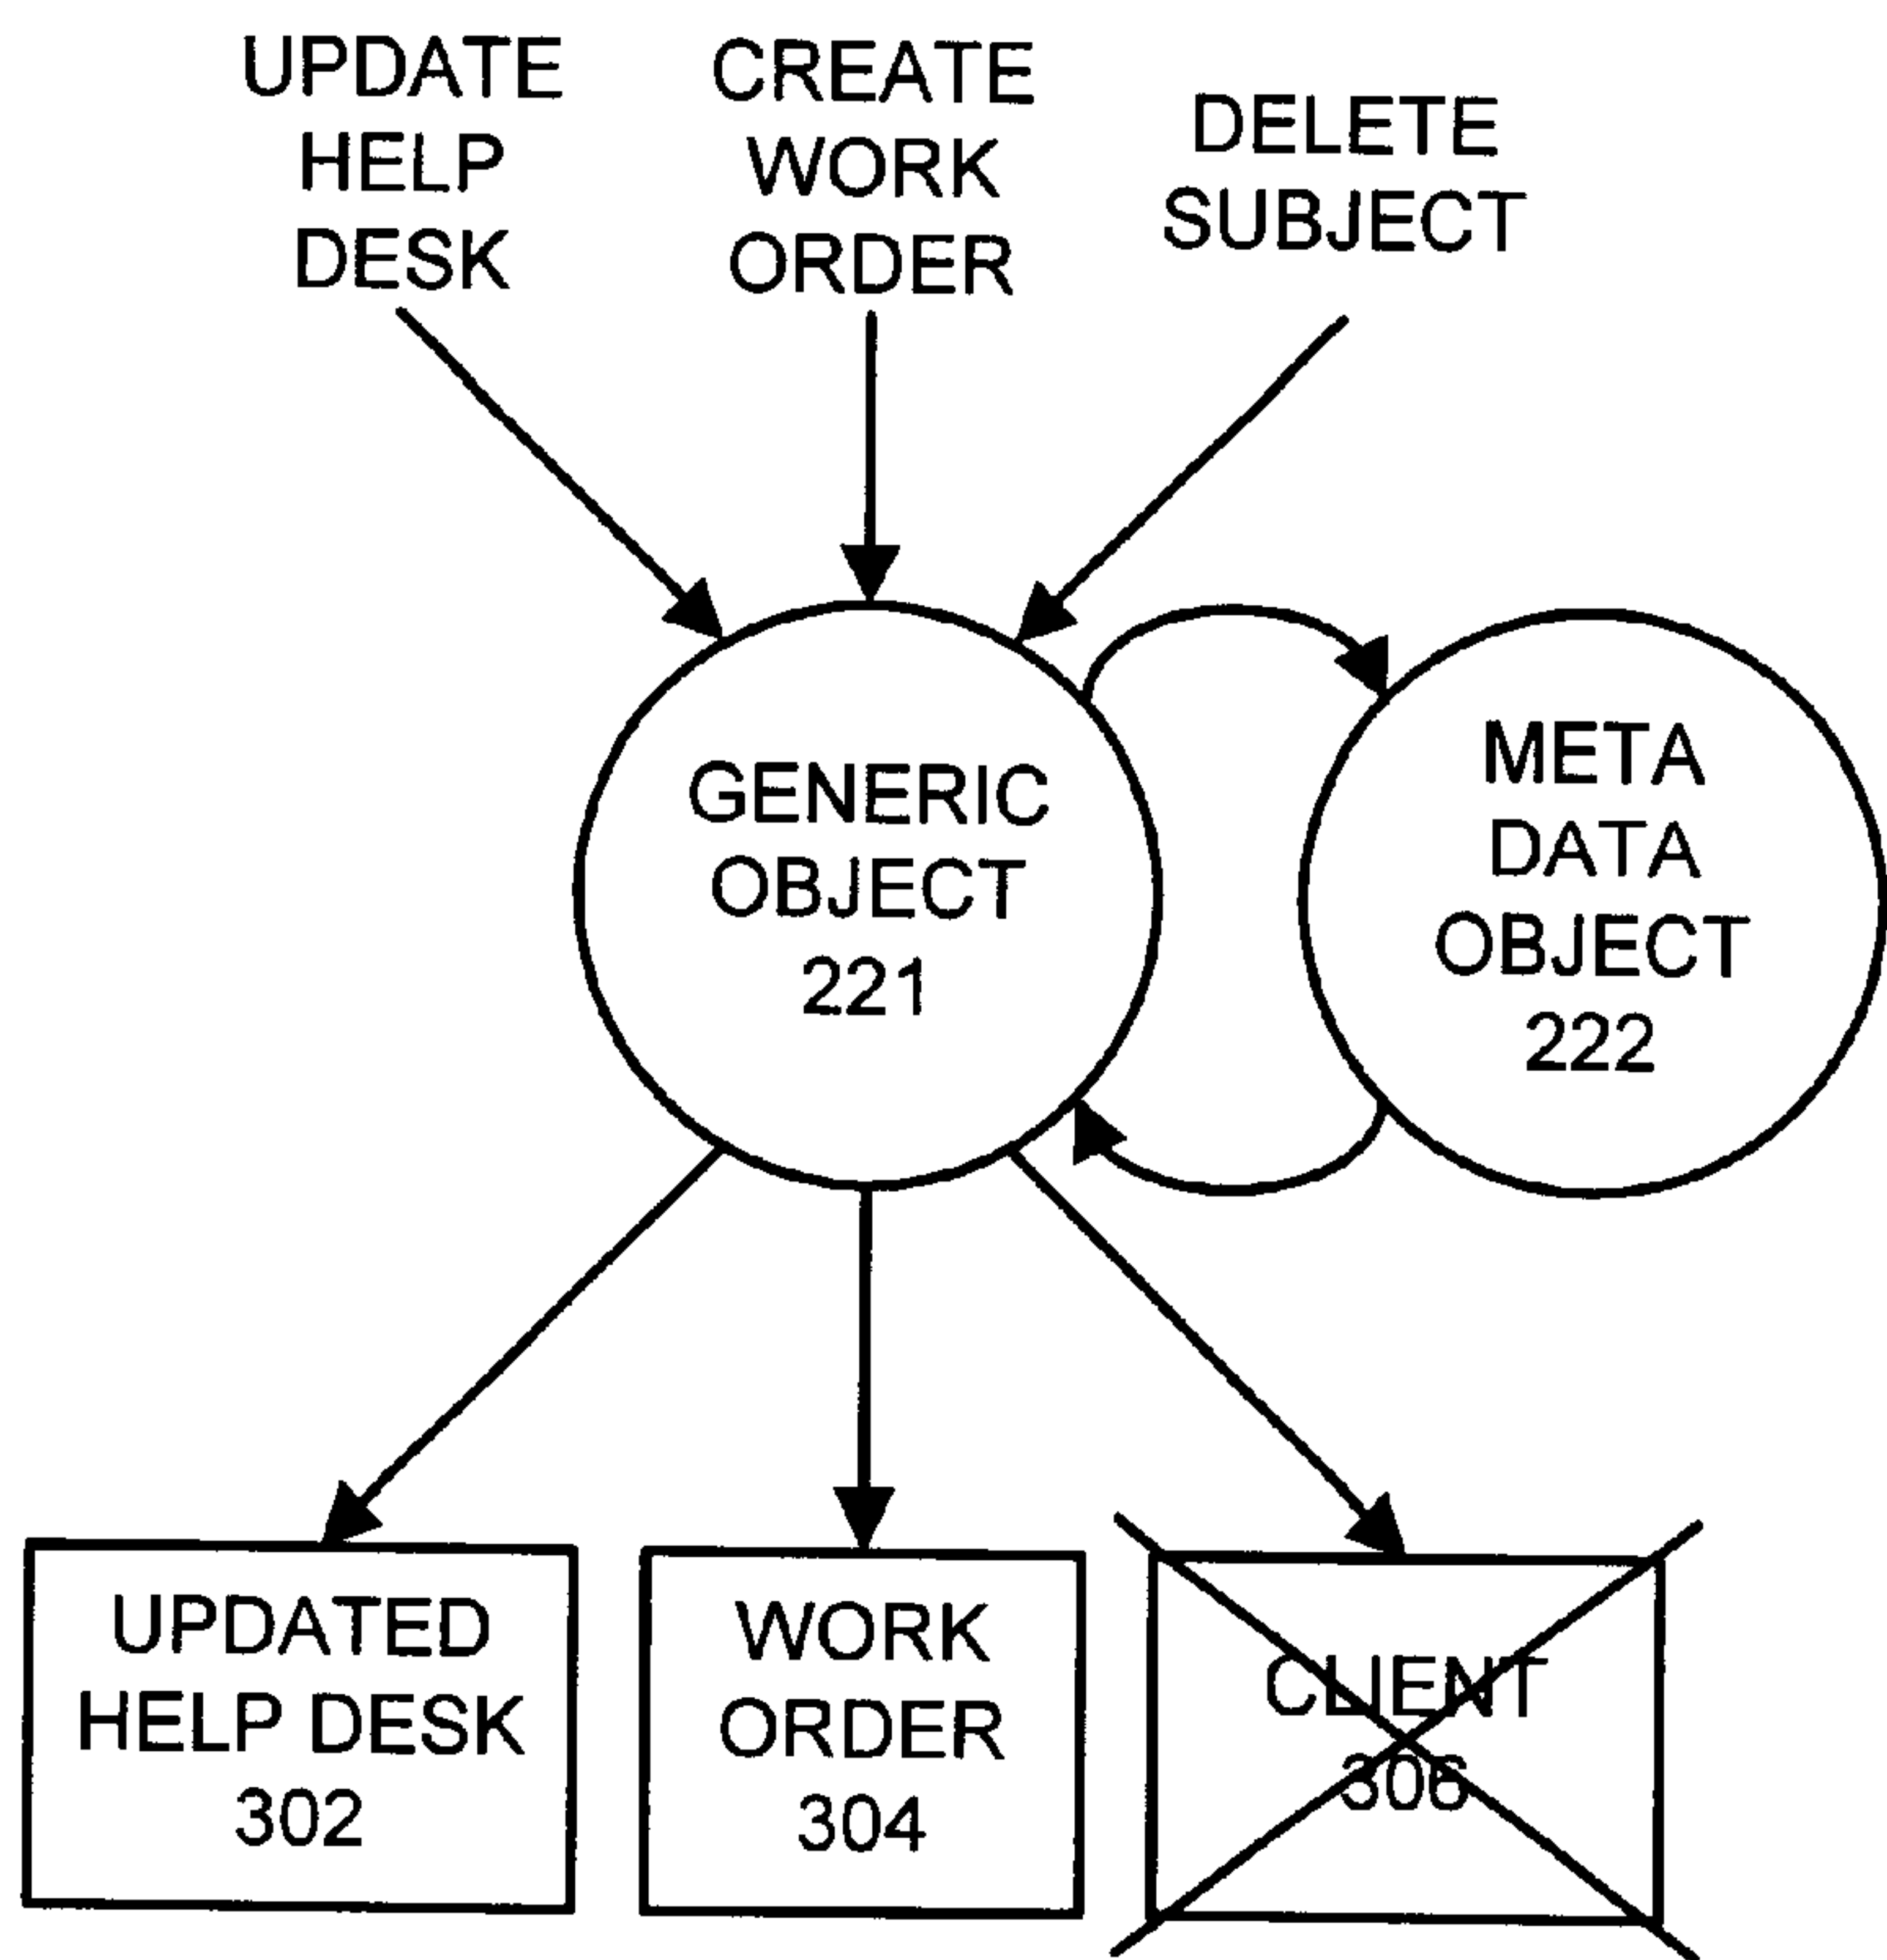 UPDATE
HELP
DESK
CREATE
WORK
ORDER
DELETE
SUBJECT
GENERIC
OBJECT
221
META
DATA
OBJECT
222
UPDATED
HELP DESK
302
WORK
ORDER
304
CLIENT
306